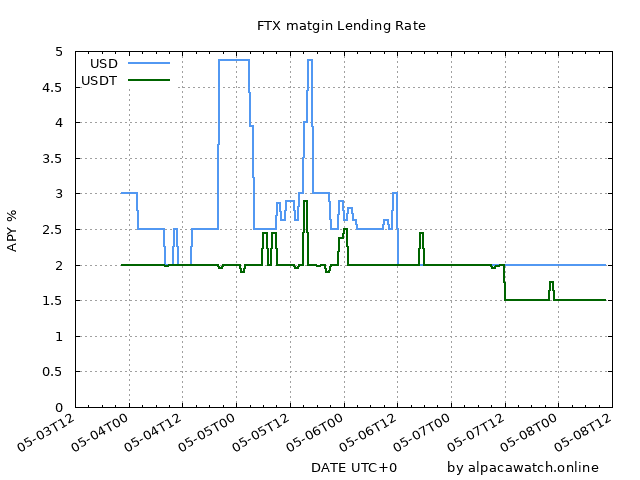 FTX matgin Lending Rate
USD
USDT
5
4.5
4
3.5
3
2.5
2
1.5
1
0.5
0
APY %
05-03T12
05-04T00
05-04T12
05-05T00
05-05T12
05-06T00
05-06T12
05-07T00
05-07T12
05-08T00
05-08T12
DATE UTC+0
by alpacawatch.online